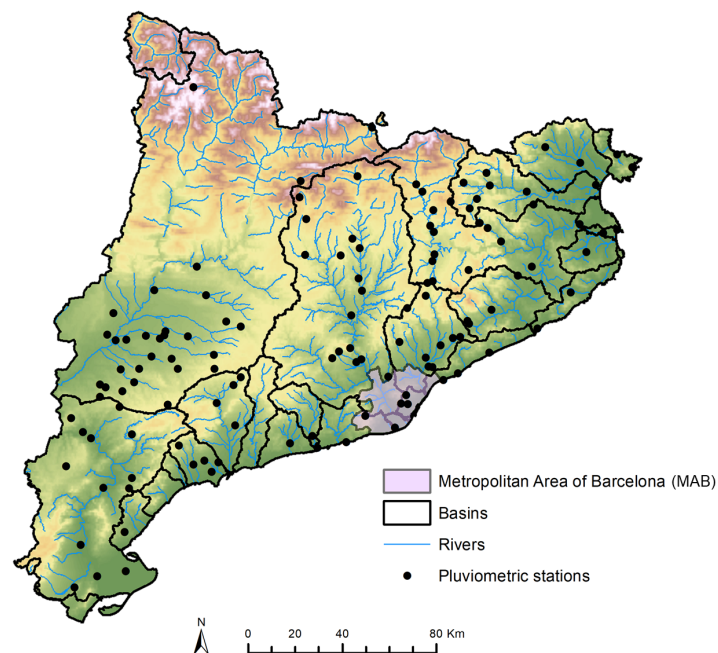 Metropolitan Area of Barcelona (MAB)
Basins
Rivers
Pluviometric stations
N
0 20 40 80 Km